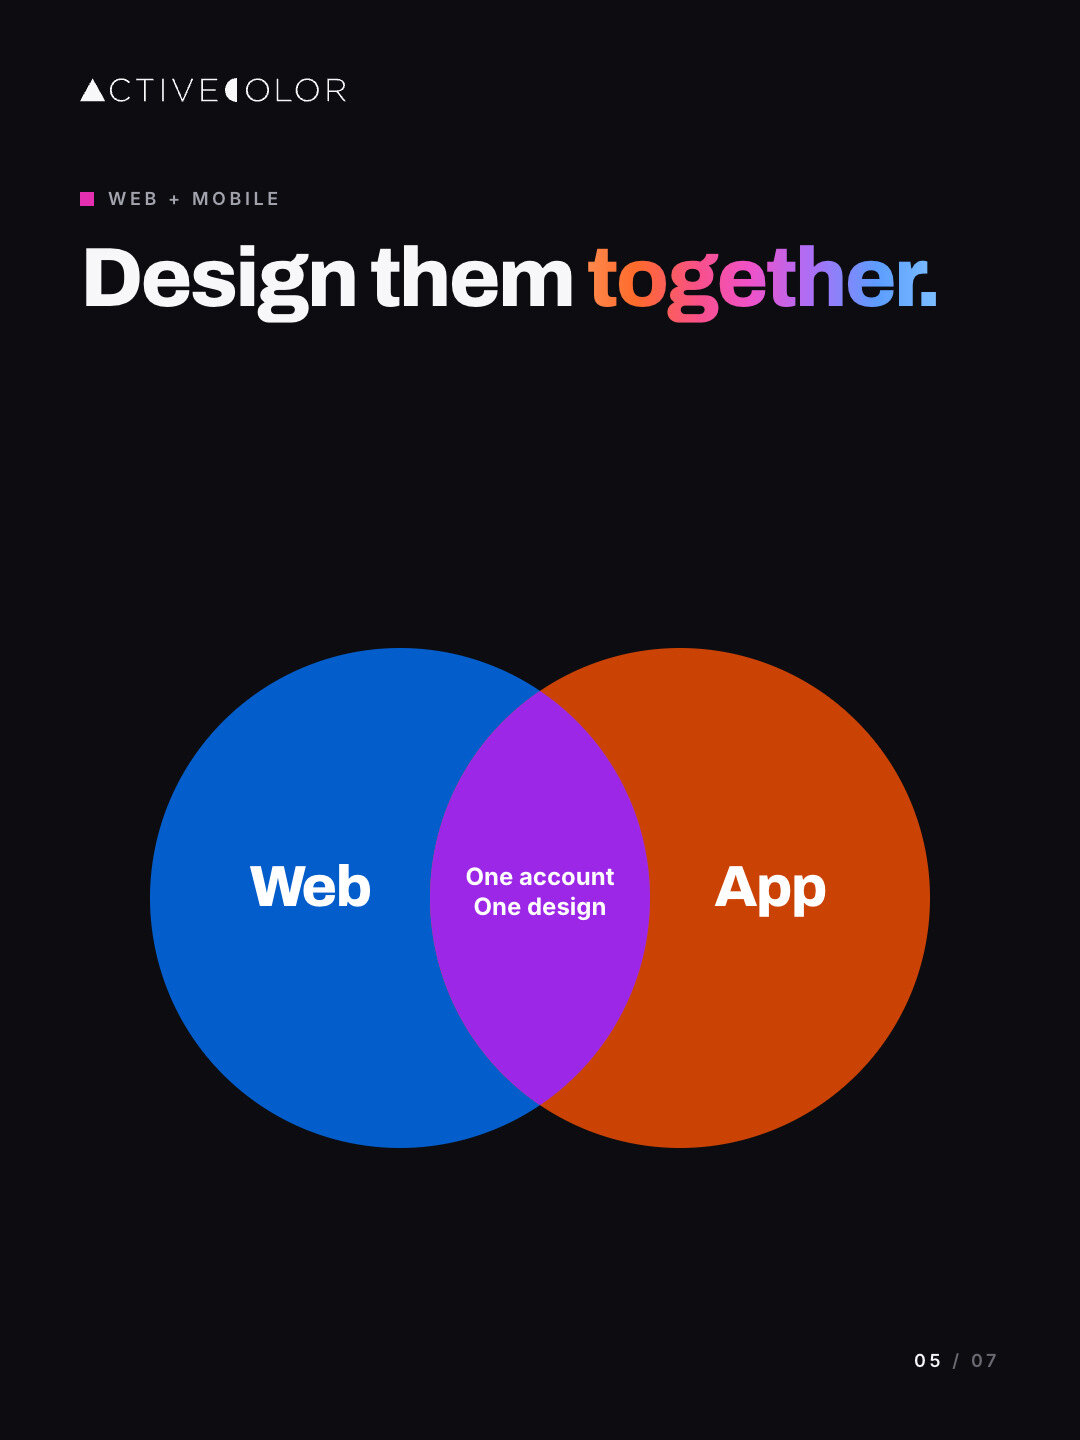 ACTIVECOLOR
WEB + MOBILE
Design them together.
Web
One account
One design
App
05 / 07